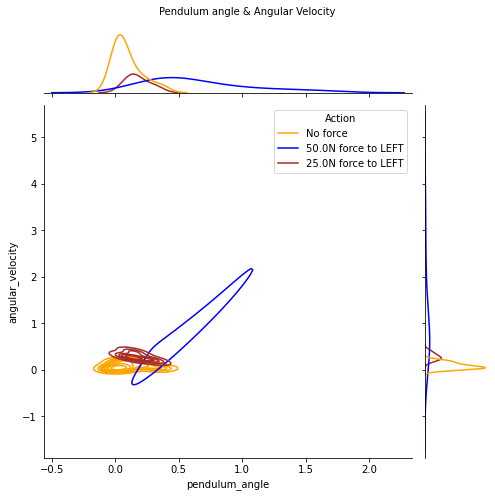 Pendulum angle & Angular Velocity
Action
No force
50.0N force to LEFT
25.0N force to LEFT
5
4
3
2
1
0
−1
angular_velocity
−0.5
0.0
0.5
1.0
1.5
2.0
pendulum_angle